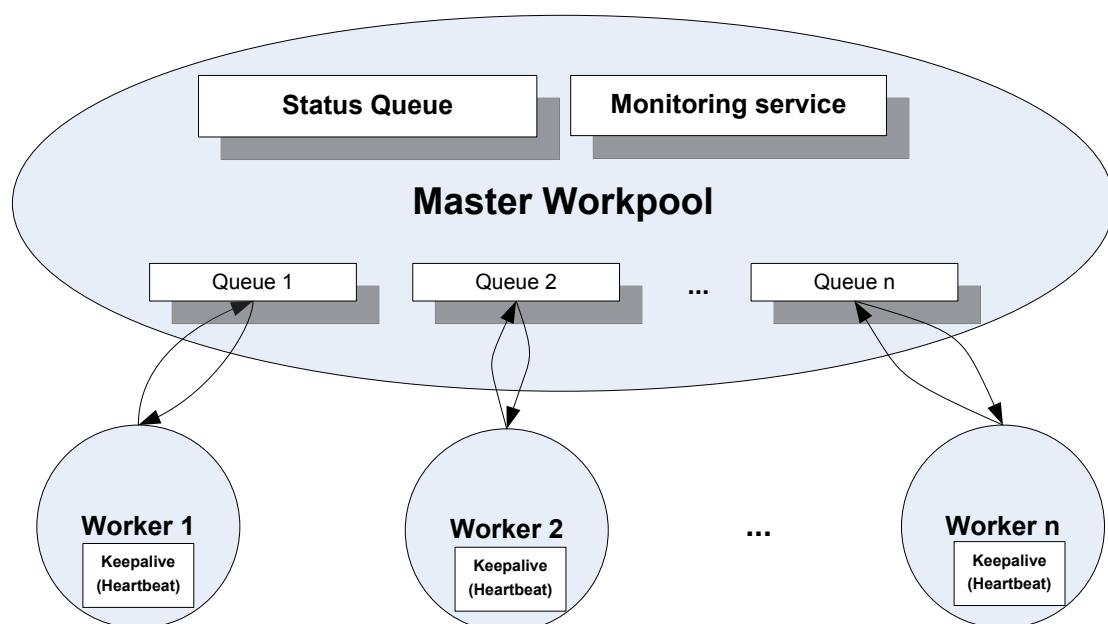 Status Queue
Monitoring service
Master Workpool
Queue 1
Queue 2
...
Queue n
Worker 1
Keepalive
(Heartbeat)
Worker 2
Keepalive
(Heartbeat)
...
Worker n
Keepalive
(Heartbeat)